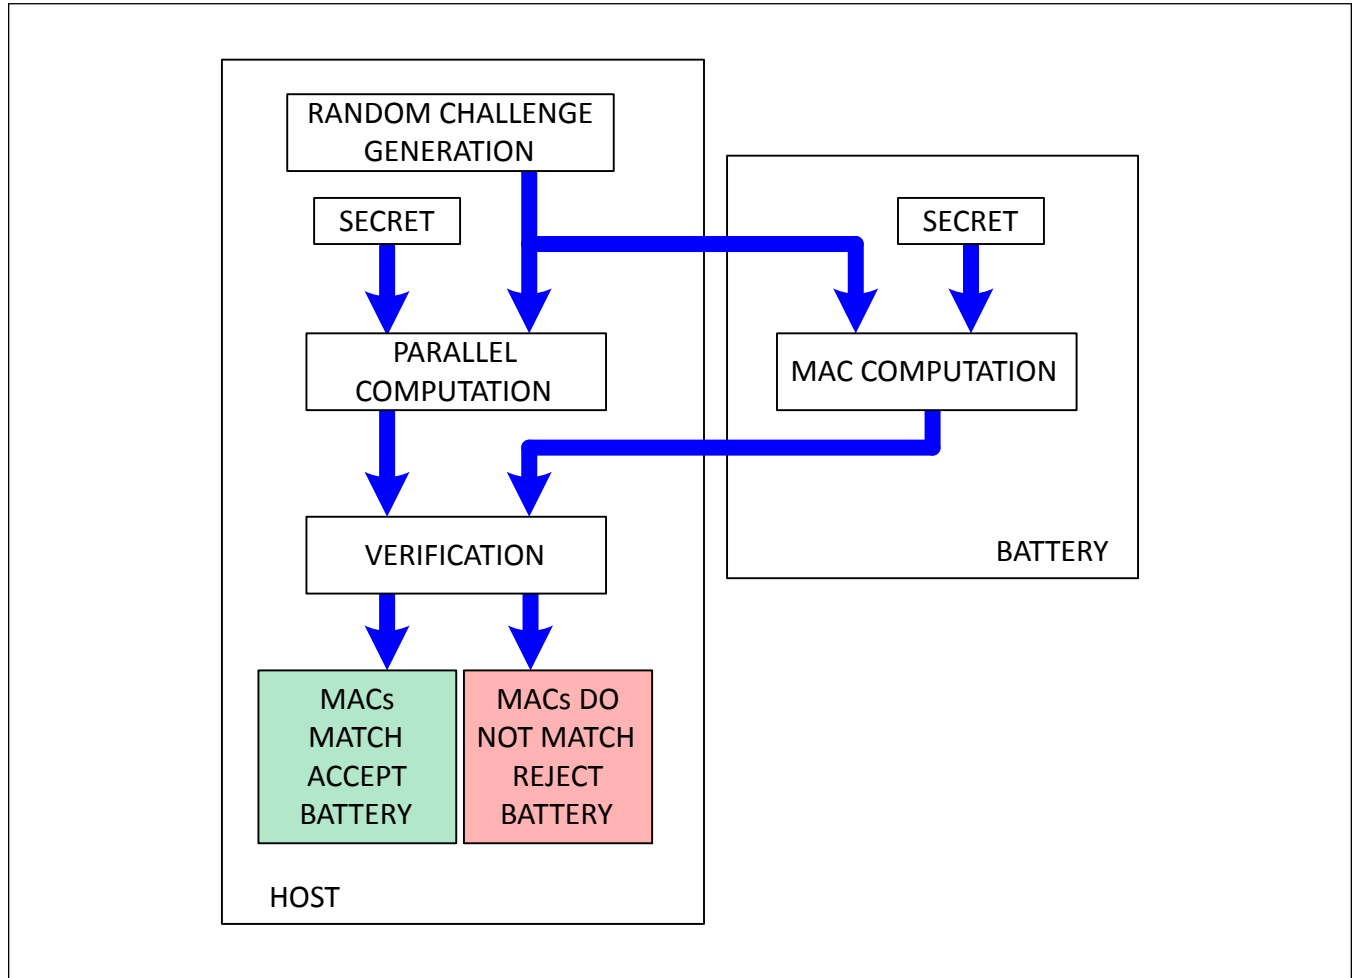 RANDOM CHALLENGE
GENERATION
SECRET
SECRET
PARALLEL
COMPUTATION
MAC COMPUTATION
VERIFICATION
BATTERY
MACs
MATCH
ACCEPT
BATTERY
MACs DO
NOT MATCH
REJECT
BATTERY
HOST